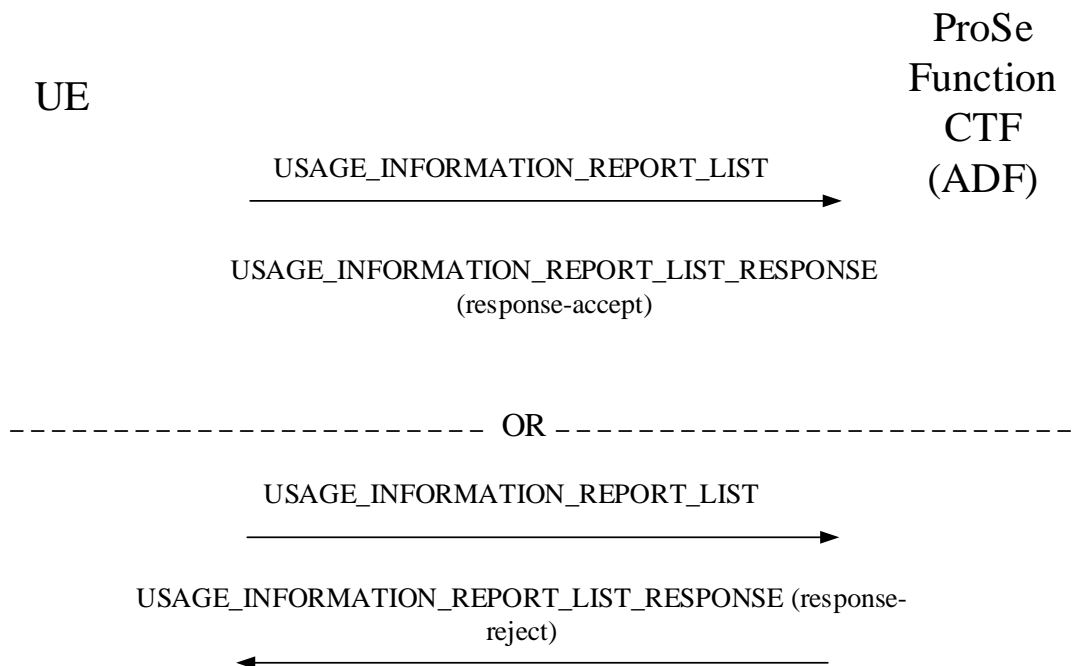 UE
ProSe
Function
CTF
(ADF)
USAGE_INFORMATION_REPORT_LIST
USAGE_INFORMATION_REPORT_LIST_RESPONSE
(response-accept)
OR
USAGE_INFORMATION_REPORT_LIST
USAGE_INFORMATION_REPORT_LIST_RESPONSE (response-
reject)